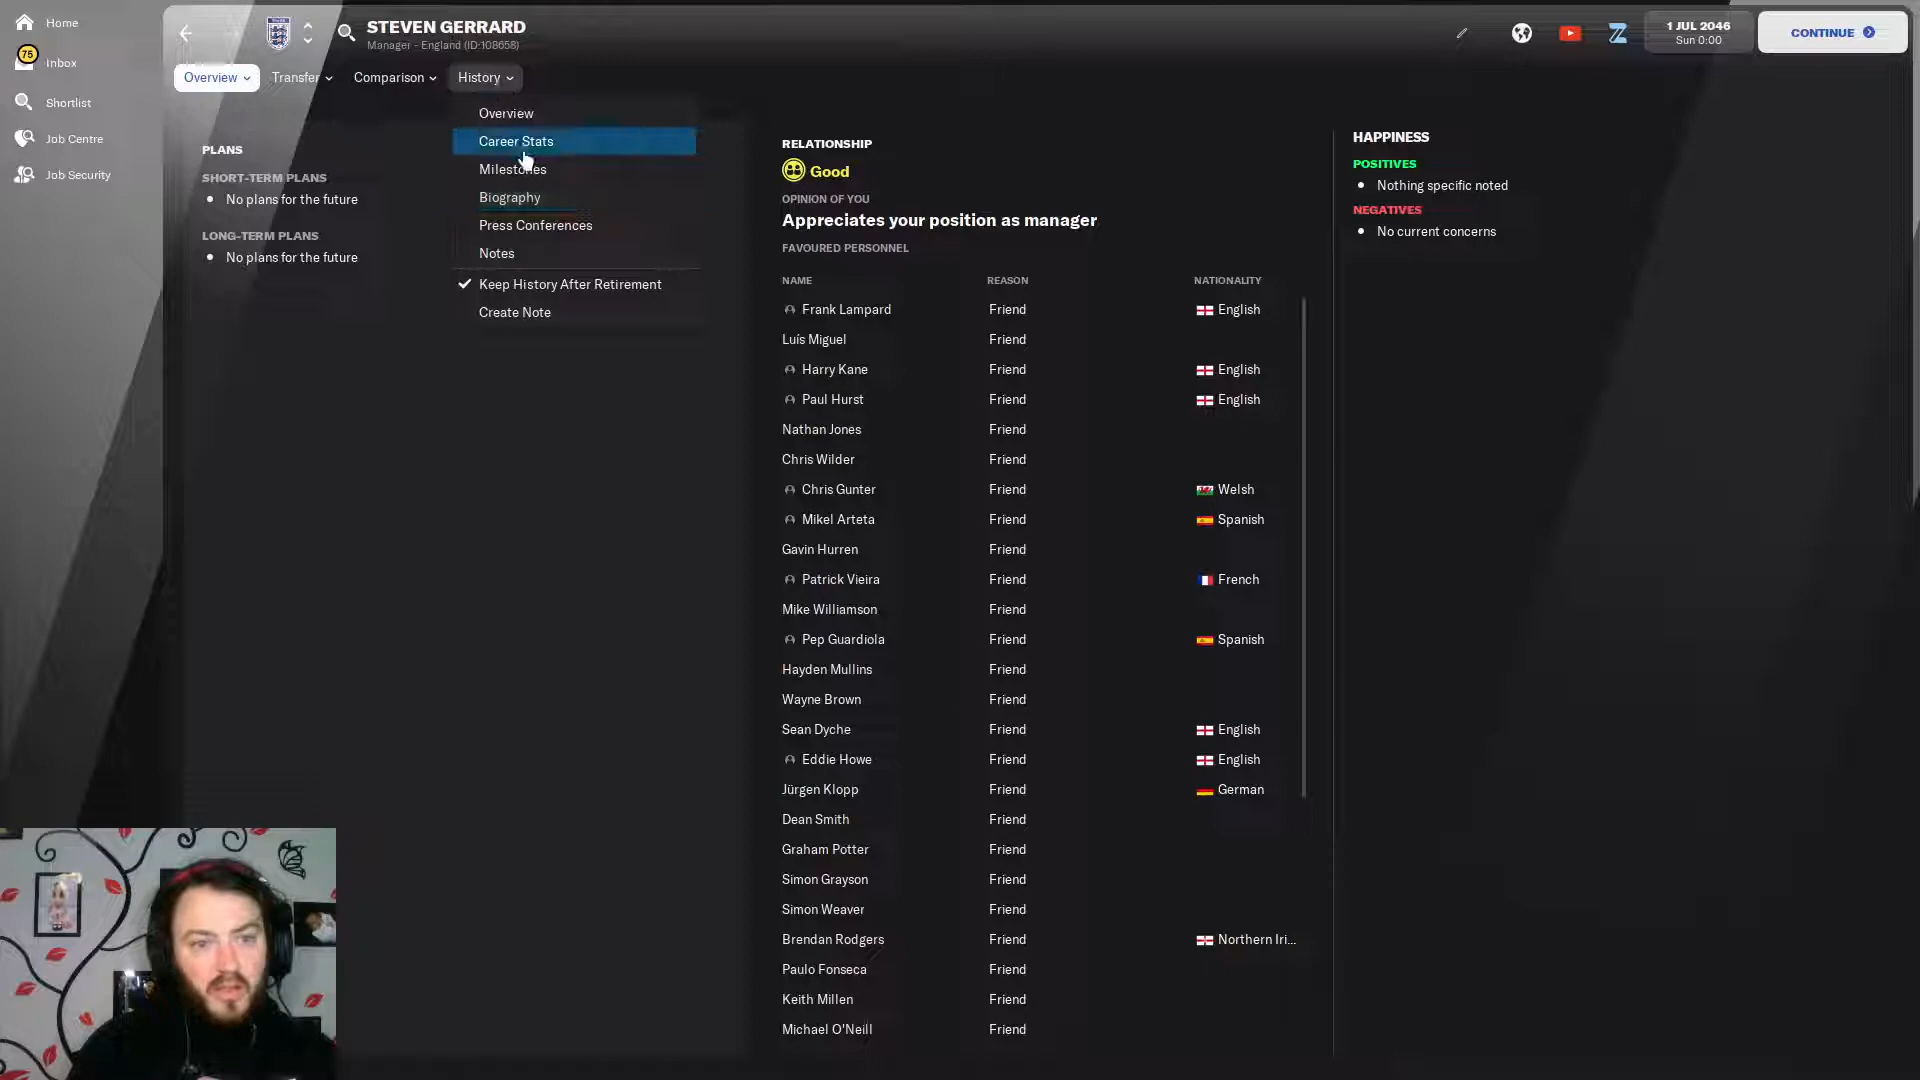 Home
75
Inbox
Shortlist
Job Centre
Job Security
STEVEN GERRARD
Manager - England (ID:108658)
1 JUL 2046
Sun 0:00
CONTINUE
Overview
Transfer
Comparison
History
Overview
Career Stats
Milestones
Biography
Press Conferences
Notes
Keep History After Retirement
Create Note
PLANS
SHORT-TERM PLANS
No plans for the future
LONG-TERM PLANS
No plans for the future
RELATIONSHIP
Good
OPINION OF YOU
Appreciates your position as manager
FAVOURED PERSONNEL
NAME REASON NATIONALITY
Frank Lampard Friend English
Luís Miguel Friend
Harry Kane Friend English
Paul Hurst Friend English
Nathan Jones Friend
Chris Wilder Friend
Chris Gunter Friend Welsh
Mikel Arteta Friend Spanish
Gavin Hurren Friend
Patrick Vieira Friend French
Mike Williamson Friend
Pep Guardiola Friend Spanish
Hayden Mullins Friend
Wayne Brown Friend
Sean Dyche Friend English
Eddie Howe Friend English
Jürgen Klopp Friend German
Dean Smith Friend
Graham Potter Friend
Simon Grayson Friend
Simon Weaver Friend
Brendan Rodgers Friend Northern Iri...
Paulo Fonseca Friend
Keith Millen Friend
Michael O'Neill Friend
HAPPINESS
POSITIVES
Nothing specific noted
NEGATIVES
No current concerns